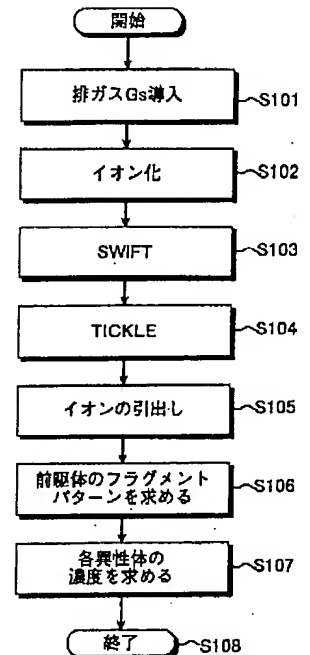 開始
排ガスGs導入
S101
イオン化
S102
SWIFT
S103
TICKLE
S104
イオンの引出し
S105
前駆体のフラグメント
パターンを求める
S106
各異性体の
濃度を求める
S107
終了
S108